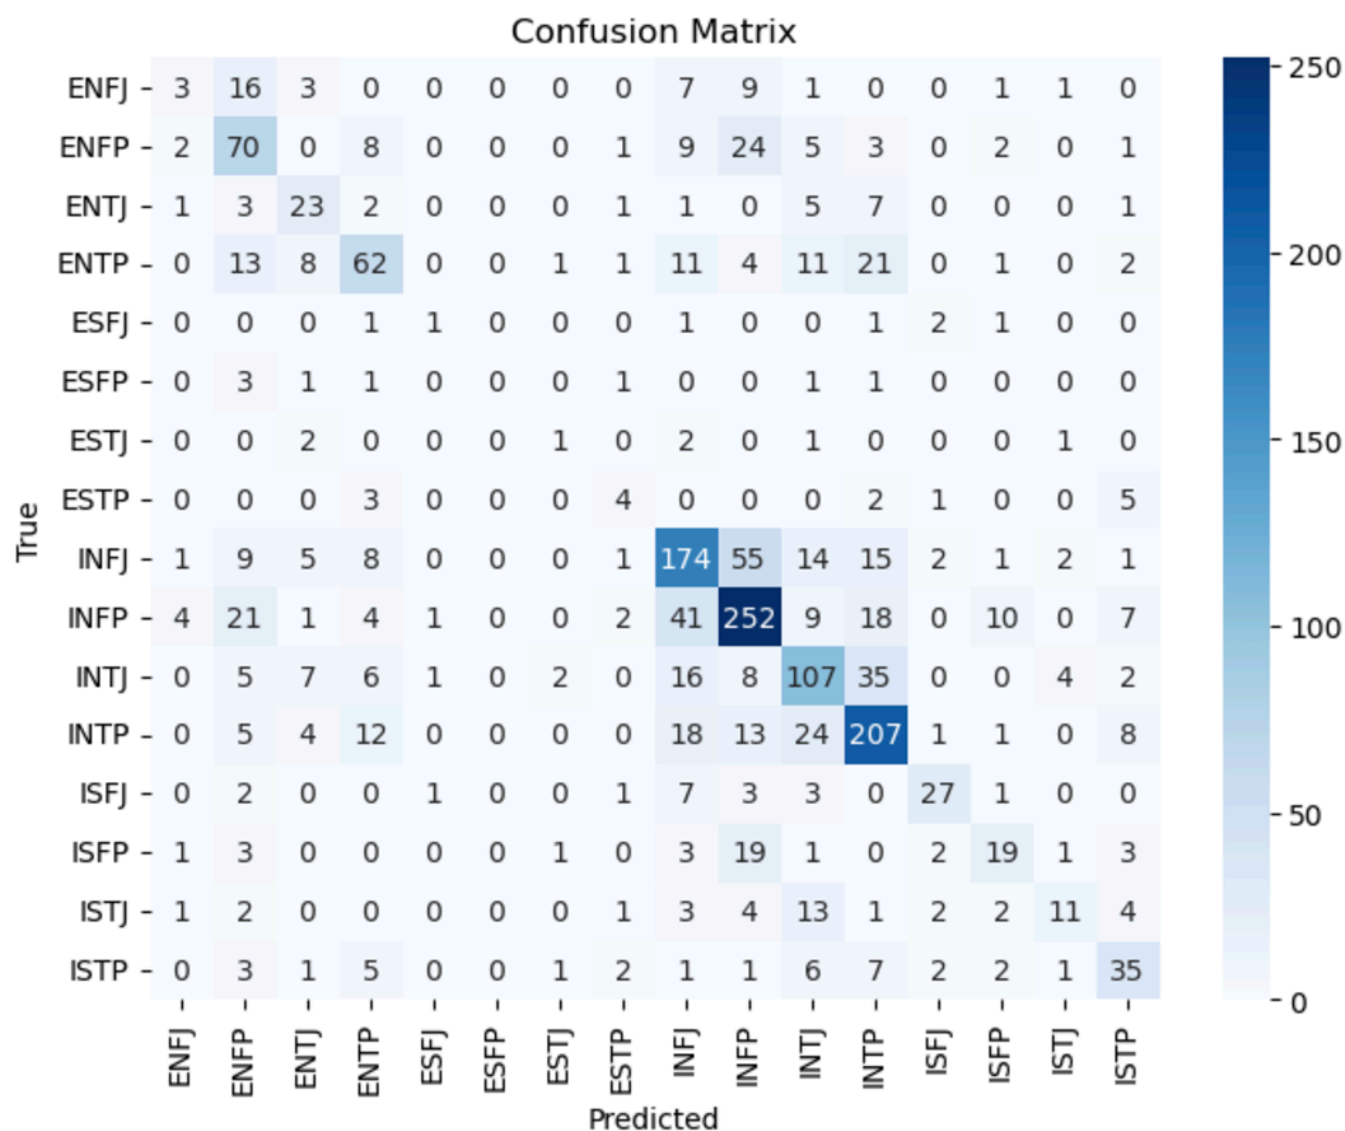 Confusion Matrix
ENFJ 3 16 3 0 0 0 0 0 7 9 1 0 0 1 1 0
ENFP 2 70 0 8 0 0 0 1 9 24 5 3 0 2 0 1
ENTJ 1 3 23 2 0 0 0 1 1 0 5 7 0 0 0 1
ENTP 0 13 8 62 0 0 1 1 11 4 11 21 0 1 0 2
ESFJ 0 0 0 1 1 0 0 0 1 0 0 1 2 1 0 0
ESFP 0 3 1 1 0 0 0 1 0 0 1 1 0 0 0 0
ESTJ 0 0 2 0 0 0 1 0 2 0 1 0 0 0 1 0
ESTP 0 0 0 3 0 0 0 4 0 0 0 2 1 0 0 5
INFJ 1 9 5 8 0 0 0 1 174 55 14 15 2 1 2 1
INFP 4 21 1 4 1 0 0 2 41 252 9 18 0 10 0 7
INTJ 0 5 7 6 1 0 2 0 16 8 107 35 0 0 4 2
INTP 0 5 4 12 0 0 0 0 18 13 24 207 1 1 0 8
ISFJ 0 2 0 0 1 0 0 1 7 3 3 0 27 1 0 0
ISFP 1 3 0 0 0 0 1 0 3 19 1 0 2 19 1 3
ISTJ 1 2 0 0 0 0 0 1 3 4 13 1 2 2 11 4
ISTP 0 3 1 5 0 0 1 2 1 1 6 7 2 2 1 35
True
ENFJ ENFP ENTJ ENTP ESFJ ESFP ESTJ ESTP INFJ INFP INTJ INTP ISFJ ISFP ISTJ ISTP
Predicted
250
200
150
100
50
0